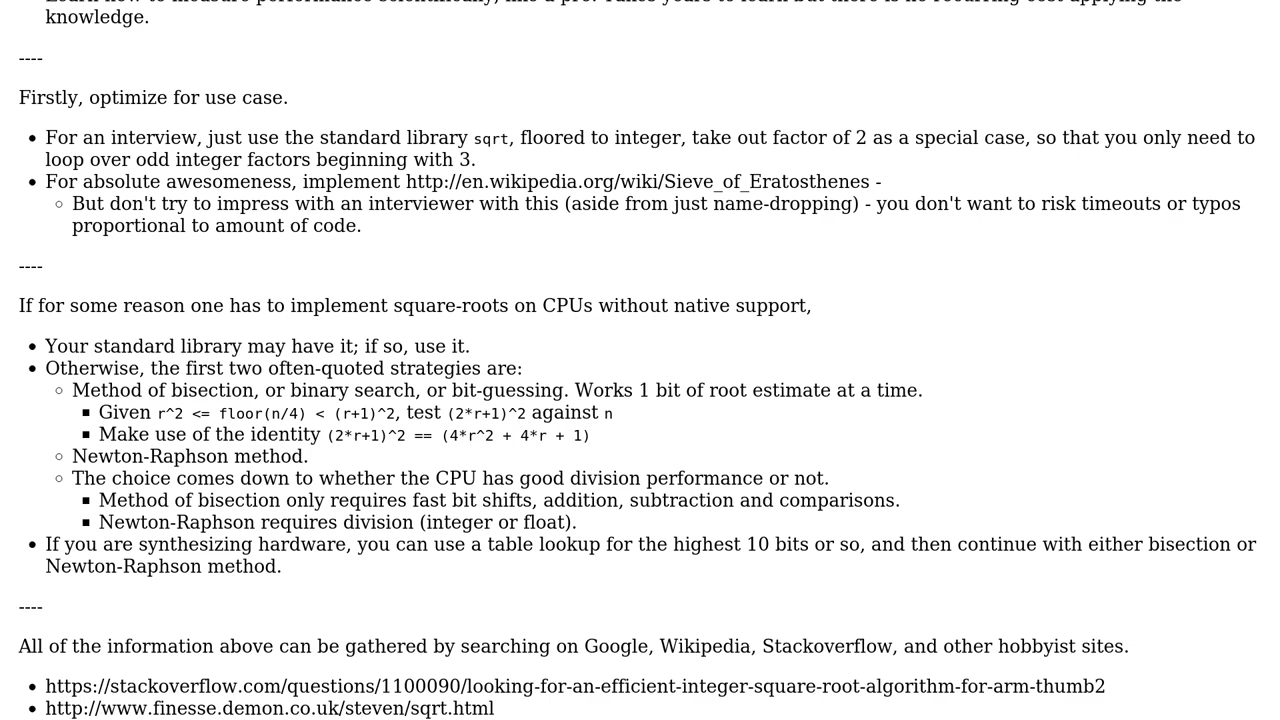 knowledge.
----
Firstly, optimize for use case.
For an interview, just use the standard library sqrt, floored to integer, take out factor of 2 as a special case, so that you only need to
loop over odd integer factors beginning with 3.
For absolute awesomeness, implement http://en.wikipedia.org/wiki/Sieve_of_Eratosthenes -
But don't try to impress with an interviewer with this (aside from just name-dropping) - you don't want to risk timeouts or typos
proportional to amount of code.
----
If for some reason one has to implement square-roots on CPUs without native support,
Your standard library may have it; if so, use it.
Otherwise, the first two often-quoted strategies are:
Method of bisection, or binary search, or bit-guessing. Works 1 bit of root estimate at a time.
Given r^2 <= floor(n/4) < (r+1)^2, test (2*r+1)^2 against n
Make use of the identity (2*r+1)^2 == (4*r^2 + 4*r + 1)
Newton-Raphson method.
The choice comes down to whether the CPU has good division performance or not.
Method of bisection only requires fast bit shifts, addition, subtraction and comparisons.
Newton-Raphson requires division (integer or float).
If you are synthesizing hardware, you can use a table lookup for the highest 10 bits or so, and then continue with either bisection or
Newton-Raphson method.
----
All of the information above can be gathered by searching on Google, Wikipedia, Stackoverflow, and other hobbyist sites.
https://stackoverflow.com/questions/1100090/looking-for-an-efficient-integer-square-root-algorithm-for-arm-thumb2
http://www.finesse.demon.co.uk/steven/sqrt.html